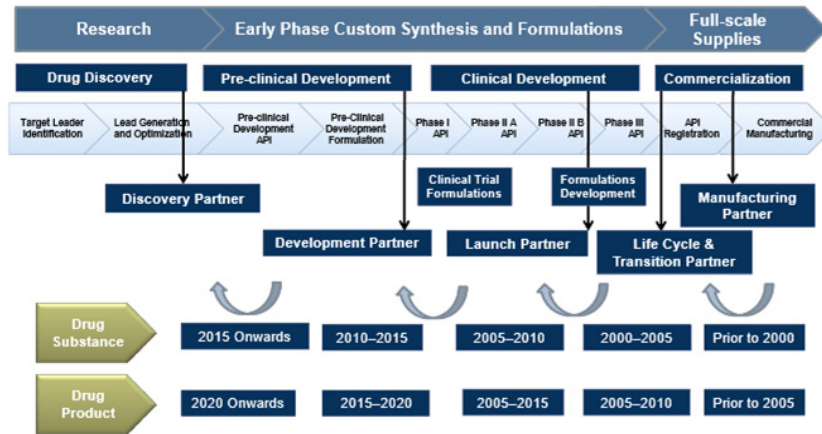 Research
Early Phase Custom Synthesis and Formulations
Full-scale
Supplies
Drug Discovery
Pre-clinical Development
Clinical Development
Commercialization
Target Leader
Identification
Lead Generation
and Optimization
Pre-clinical
Development
API
Pre-Clinical
Development
Formulation
Phase I
API
Phase II A
API
Phase II B
API
Phase III
API
API
Registration
Commercial
Manufacturing
Clinical Trial
Formulations
Formulations
Development
Discovery Partner
Manufacturing
Partner
Development Partner
Launch Partner
Life Cycle &
Transition Partner
Drug
Substance
2015 Onwards
2010–2015
2005–2010
2000–2005
Prior to 2000
Drug
Product
2020 Onwards
2015–2020
2005–2015
2005–2010
Prior to 2005